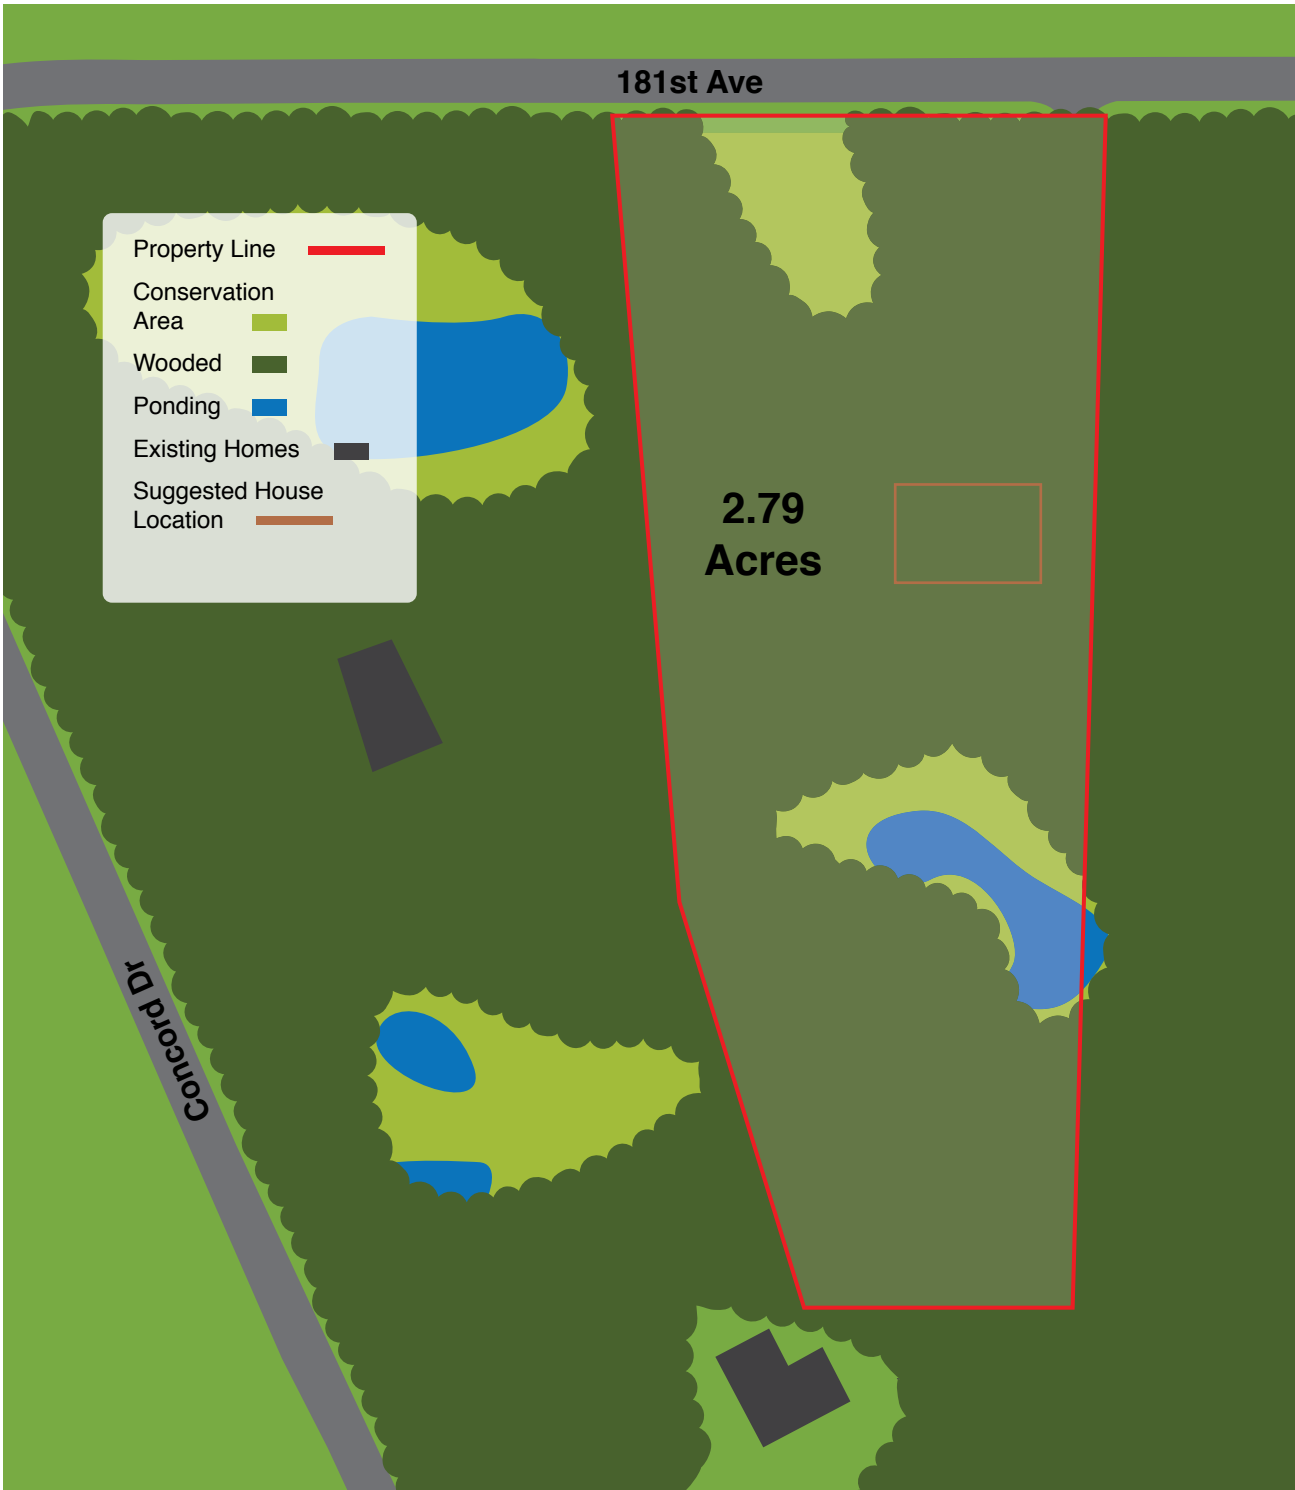 181st Ave
Property Line
Conservation
Area
Wooded
Ponding
Existing Homes
Suggested House
Location
2.79
Acres
Concord Dr